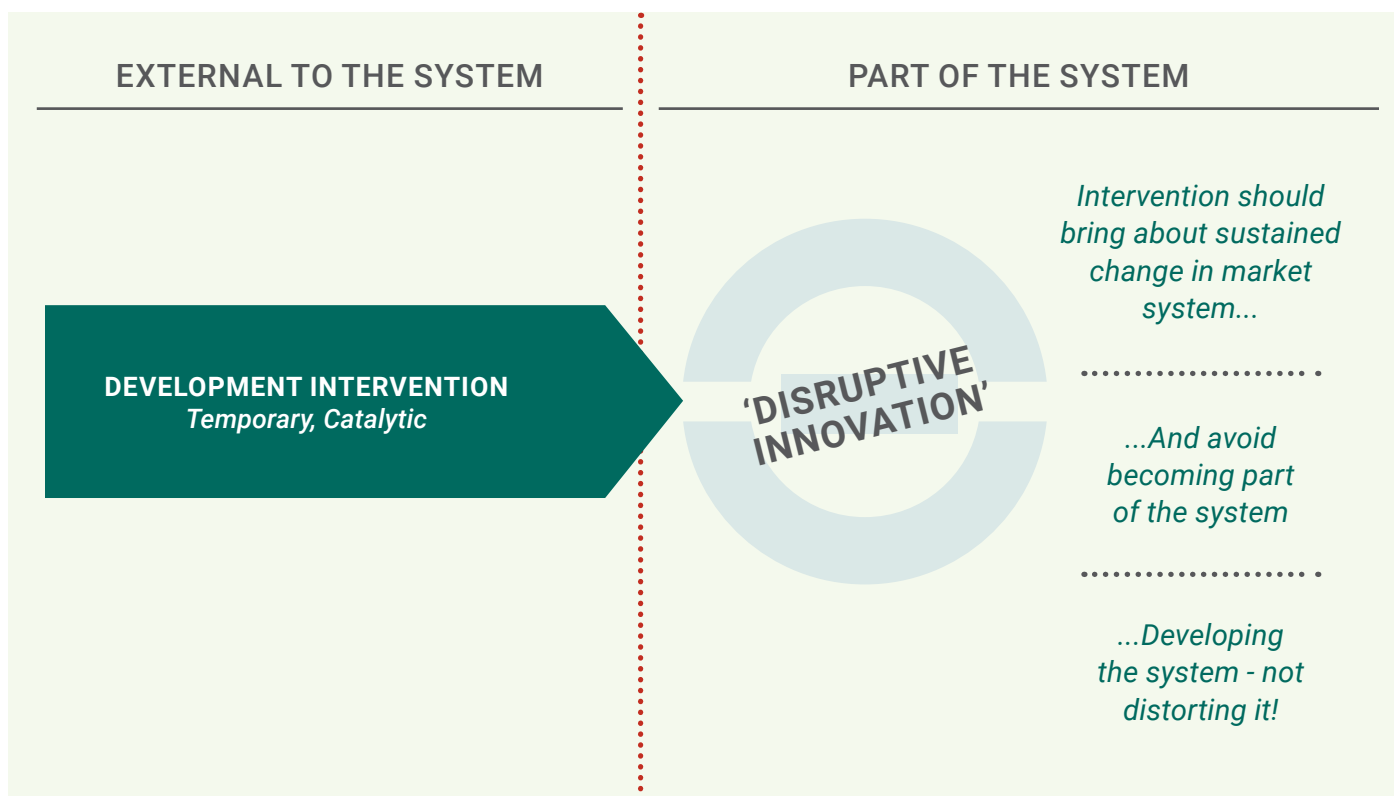 EXTERNAL TO THE SYSTEM
PART OF THE SYSTEM
DEVELOPMENT INTERVENTION
Temporary, Catalytic
‘DISRUPTIVE
INNOVATION’
Intervention should
bring about sustained
change in market
system...
...And avoid
becoming part
of the system
...Developing
the system - not
distorting it!